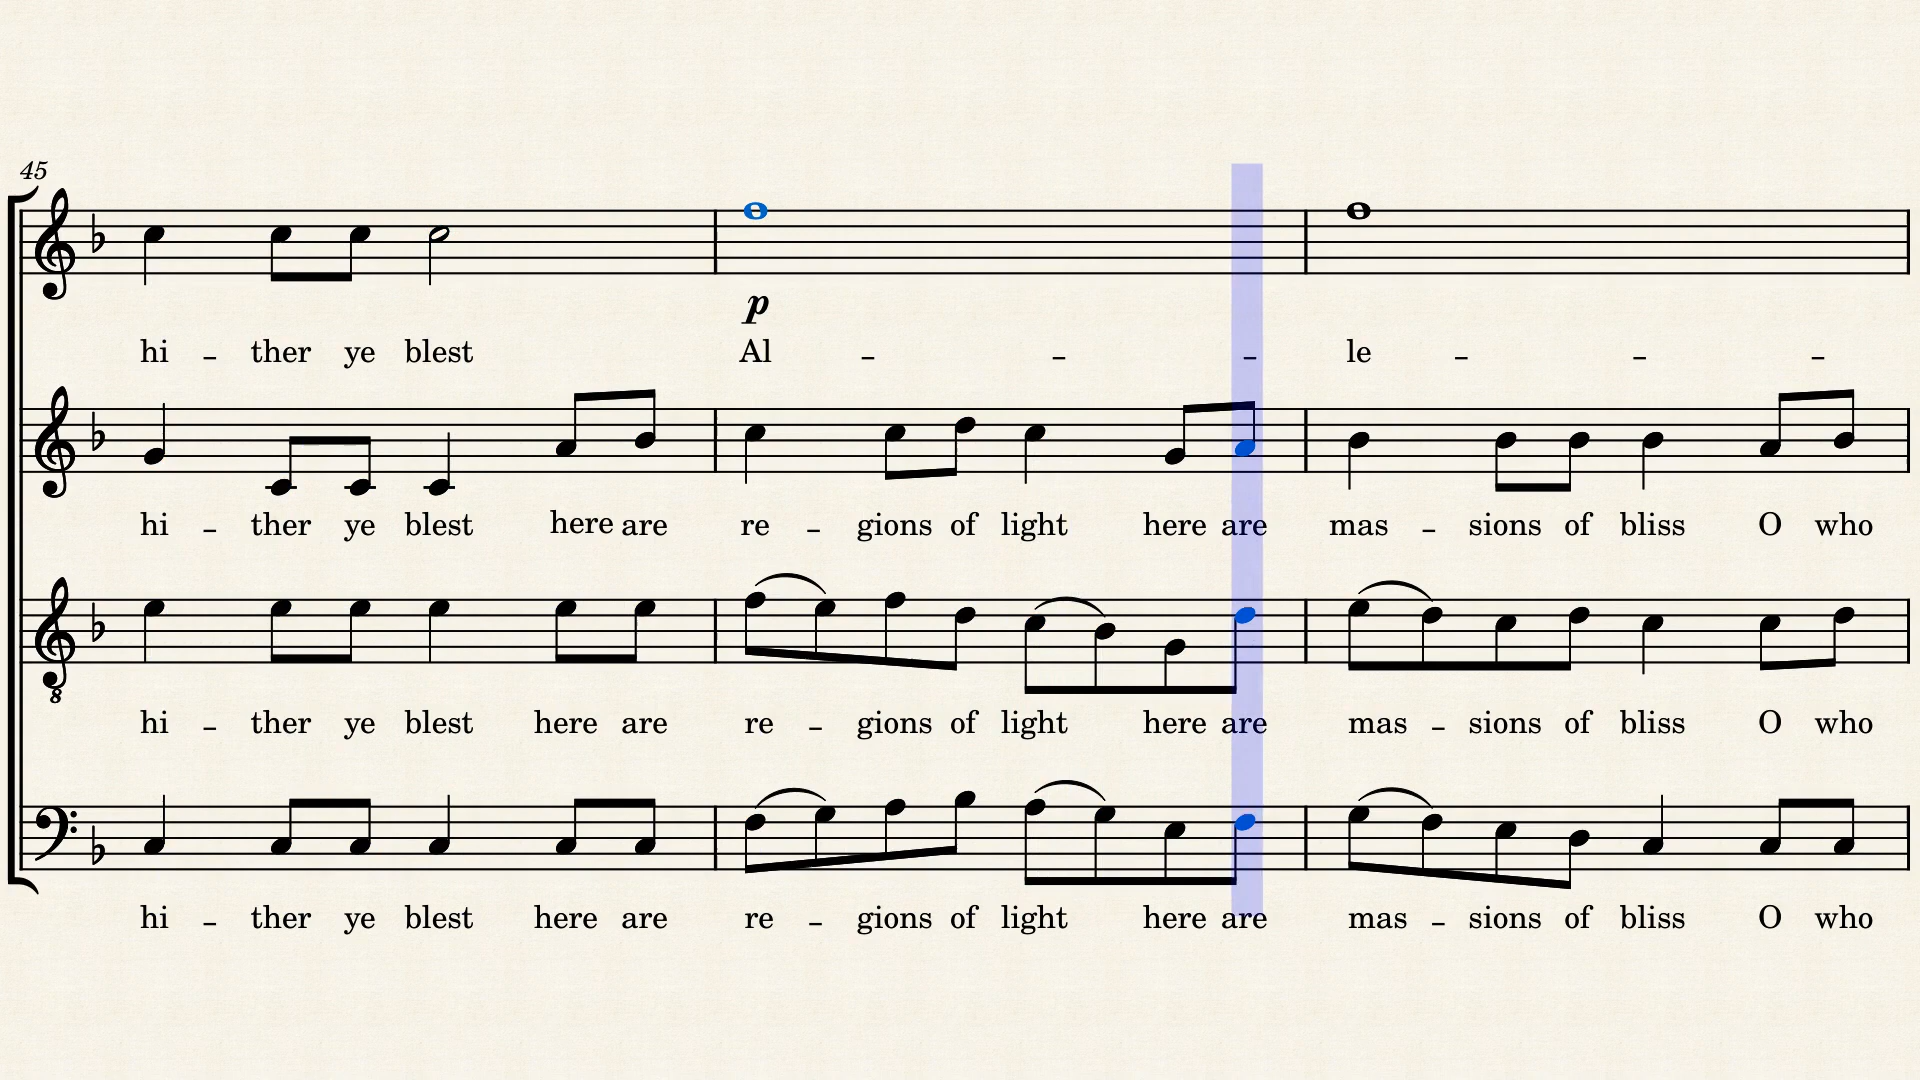 45
p
hi – ther ye blest Al – – – le – – –
hi – ther ye blest here are re – gions of light here are mas – sions of bliss O who
8
hi – ther ye blest here are re – gions of light here are mas – sions of bliss O who
hi – ther ye blest here are re – gions of light here are mas – sions of bliss O who